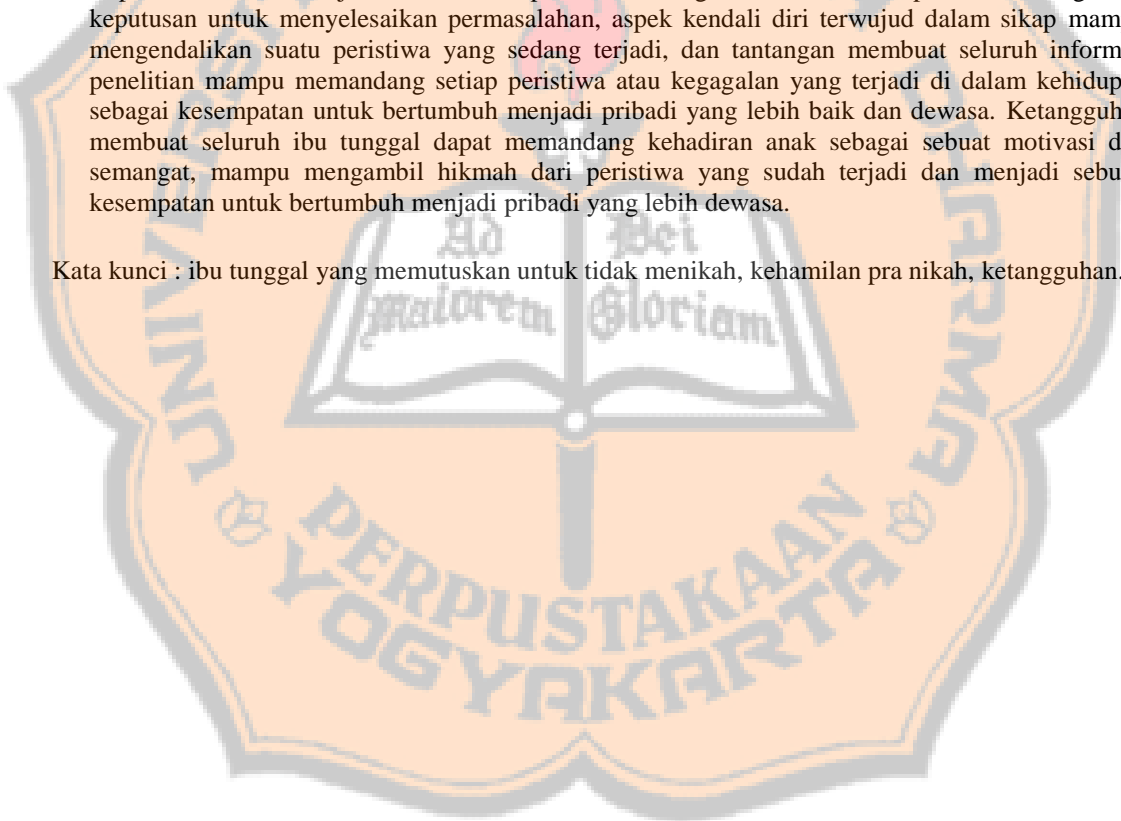 keputusan untuk menyelesaikan permasalahan, aspek kendali diri terwujud dalam sikap mam
mengendalikan suatu peristiwa yang sedang terjadi, dan tantangan membuat seluruh inform
penelitian mampu memandang setiap peristiwa atau kegagalan yang terjadi di dalam kehidup
sebagai kesempatan untuk bertumbuh menjadi pribadi yang lebih baik dan dewasa. Ketangguh
membuat seluruh ibu tunggal dapat memandang kehadiran anak sebagai sebuat motivasi d
semangat, mampu mengambil hikmah dari peristiwa yang sudah terjadi dan menjadi sebu
kesempatan untuk bertumbuh menjadi pribadi yang lebih dewasa.
Kata kunci : ibu tunggal yang memutuskan untuk tidak menikah, kehamilan pra nikah, ketangguhan.
Ad Dei
Maiorem Gloriam
UNIVERSI
DHARMA
PERPUSTAKAAN
YOGYAKARTA